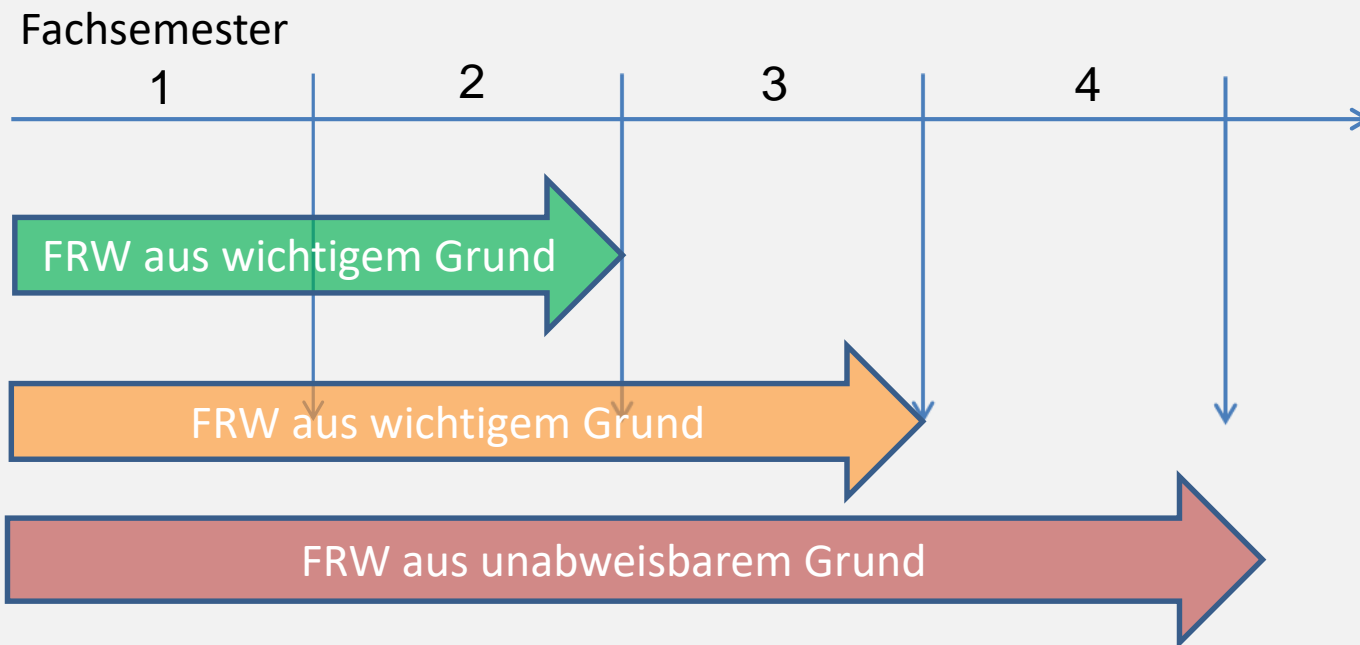 Fachsemester
1 2 3 4
FRW aus wichtigem Grund
FRW aus wichtigem Grund
FRW aus unabweisbarem Grund